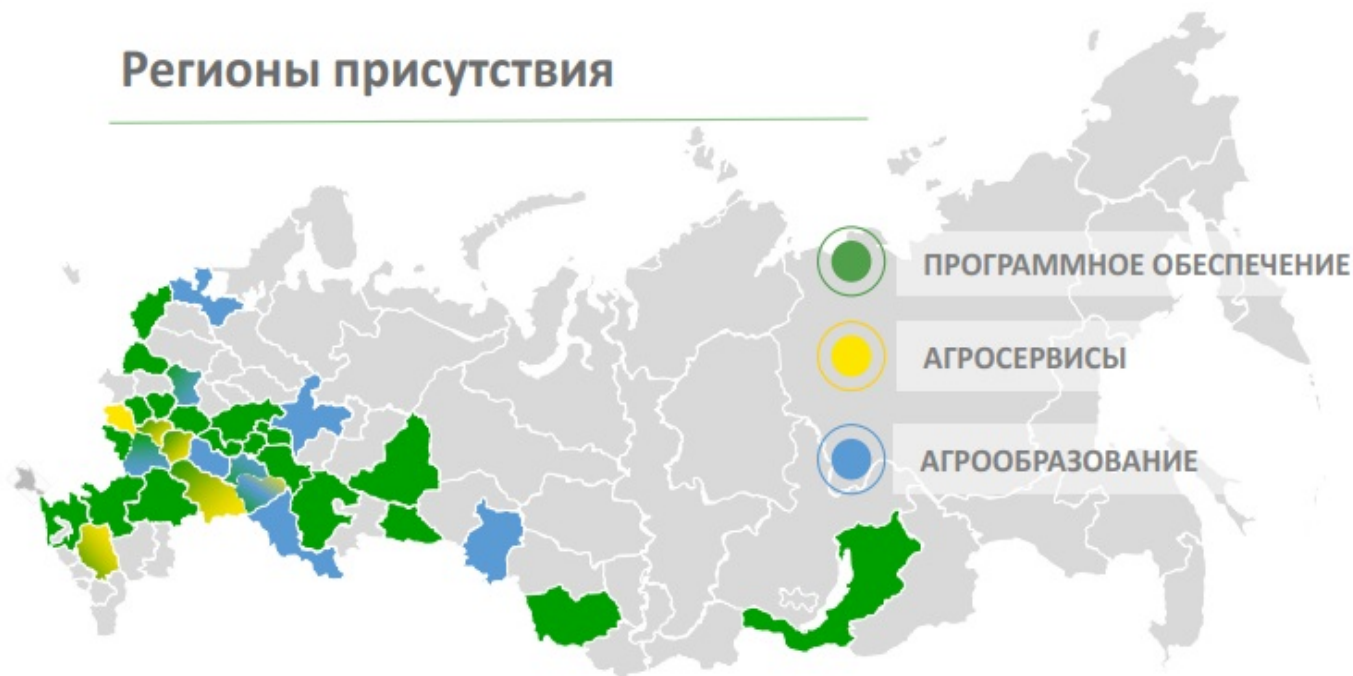 Регионы присутствия
ПРОГРАММНОЕ ОБЕСПЕЧЕНИЕ
АГРОСЕРВИСЫ
АГРООБРАЗОВАНИЕ